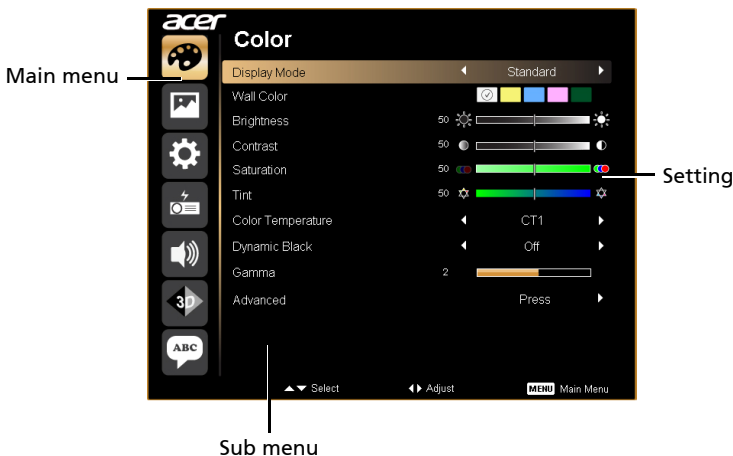 acer
Color
Main menu
Display Mode Standard
Wall Color
Brightness 50
Contrast 50
Saturation 50
Setting
Tint 50
Color Temperature CT1
Dynamic Black Off
Gamma 2
Advanced Press
3D
ABC
Select Adjust MENU Main Menu
Sub menu